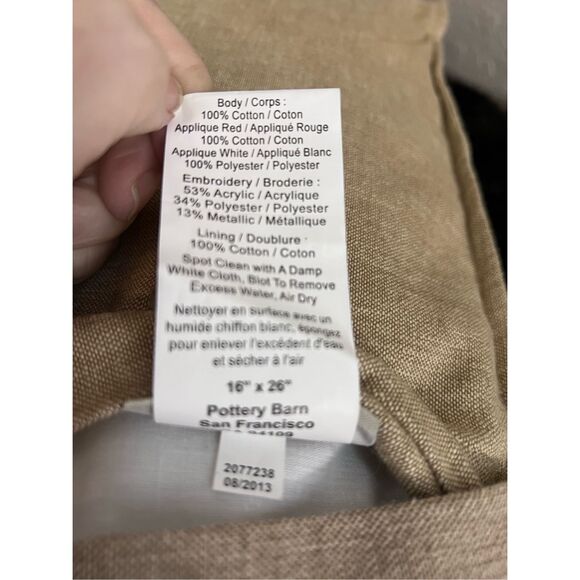 Body / Corps :
100% Cotton / Coton
Applique Red / Appliqué Rouge
100% Cotton / Coton
Applique White / Appliqué Blanc
100% Polyester / Polyester
Embroidery / Broderie :
53% Acrylic / Acrylique
34% Polyester / Polyester
13% Metallic / Métallique
Lining / Doublure :
100% Cotton / Coton
Spot Clean with A Damp
White Cloth, Blot To Remove
Excess Water, Air Dry
Nettoyer en surface avec un
humide chiffon blanc, épongez
pour enlever l'excédent d'eau
et sécher à l'air
16" x 26"
Pottery Barn
San Francisco
CA 94109
2077238
08/2013